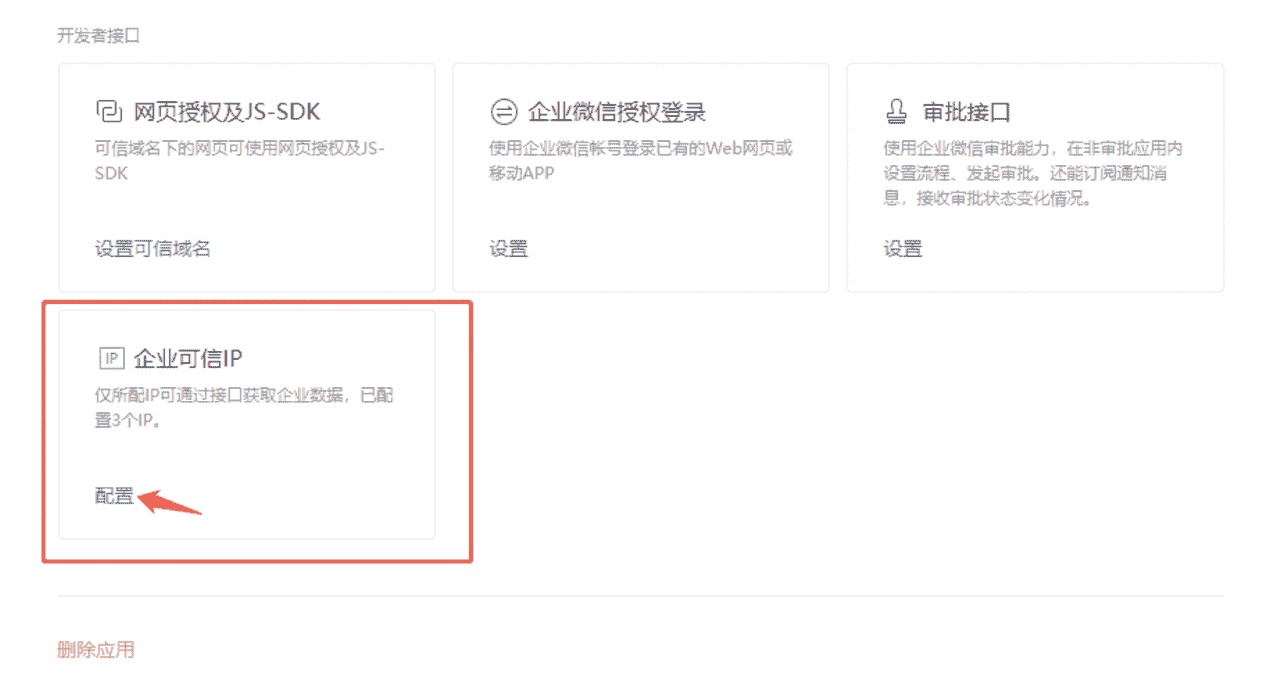 开发者接口
网页授权及JS-SDK
可信域名下的网页可使用网页授权及JS-
SDK
设置可信域名
企业微信授权登录
使用企业微信帐号登录已有的Web网页或
移动APP
设置
审批接口
使用企业微信审批能力，在非审批应用内
设置流程、发起审批。还能订阅通知消
息，接收审批状态变化情况。
设置
IP 企业可信IP
仅所配IP可通过接口获取企业数据，已配
置3个IP。
配置
删除应用